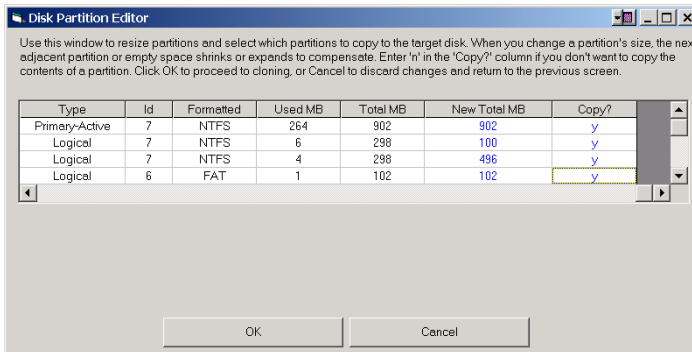 Disk Partition Editor
Use this window to resize partitions and select which partitions to copy to the target disk. When you change a partition's size, the nex
adjacent partition or empty space shrinks or expands to compensate. Enter 'n' in the 'Copy?' column if you don't want to copy the
contents of a partition. Click OK to proceed to cloning, or Cancel to discard changes and return to the previous screen.
Type Id Formatted Used MB Total MB New Total MB Copy?
Primary-Active 7 NTFS 264 902 902 y
Logical 7 NTFS 6 298 100 y
Logical 7 NTFS 4 298 496 y
Logical 6 FAT 1 102 102 y
OK Cancel